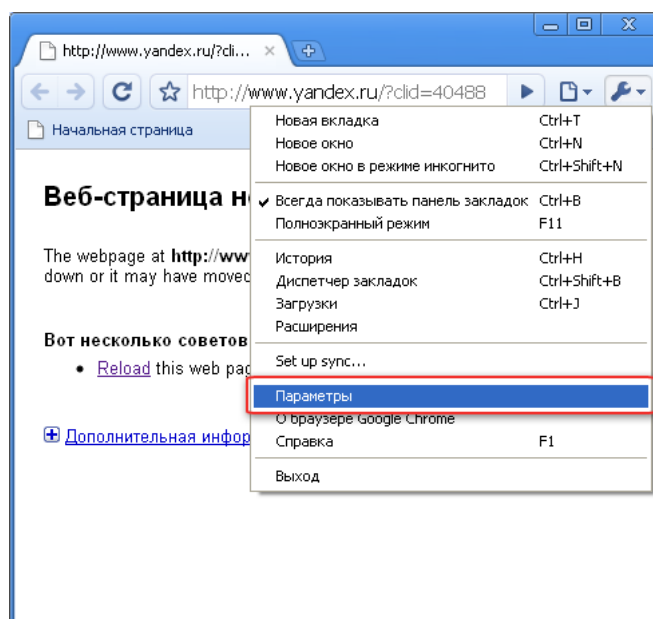 http://www.yandex.ru/?cli...
http://www.yandex.ru/?clid=40488
Начальная страница
Новая вкладка Ctrl+T
Новое окно Ctrl+N
Новое окно в режиме инкогнито Ctrl+Shift+N
Всегда показывать панель закладок Ctrl+B
Полноэкранный режим F11
История Ctrl+H
Диспетчер закладок Ctrl+Shift+B
Загрузки Ctrl+J
Расширения
Set up sync...
Параметры
О браузере Google Chrome
Справка F1
Выход
Веб-страница
The webpage at http://www
down or it may have moved
Вот несколько советов
Reload this web
Дополнительная